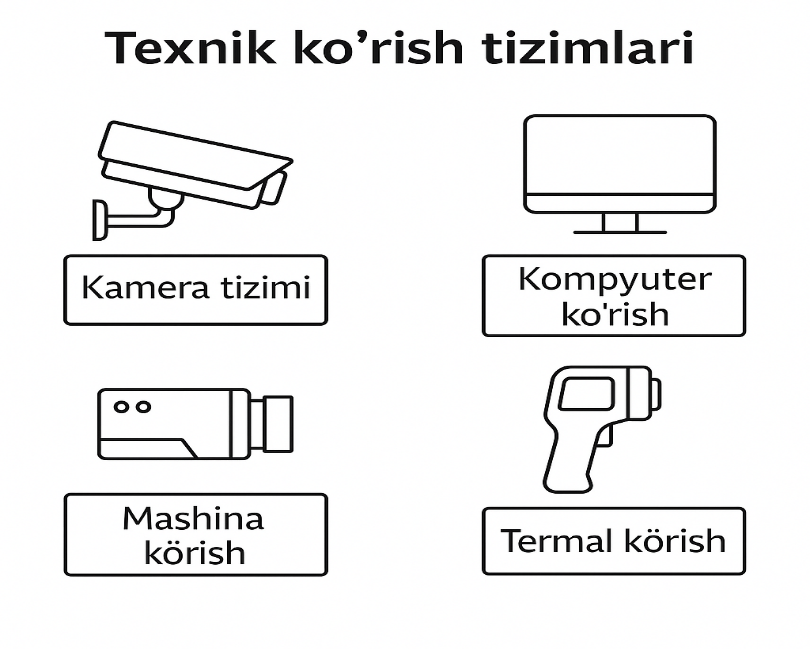 Texnik ko’rish tizimlari
Kamera tizimi
Kompyuter
ko'rish
Mashina
körish
Termal körish